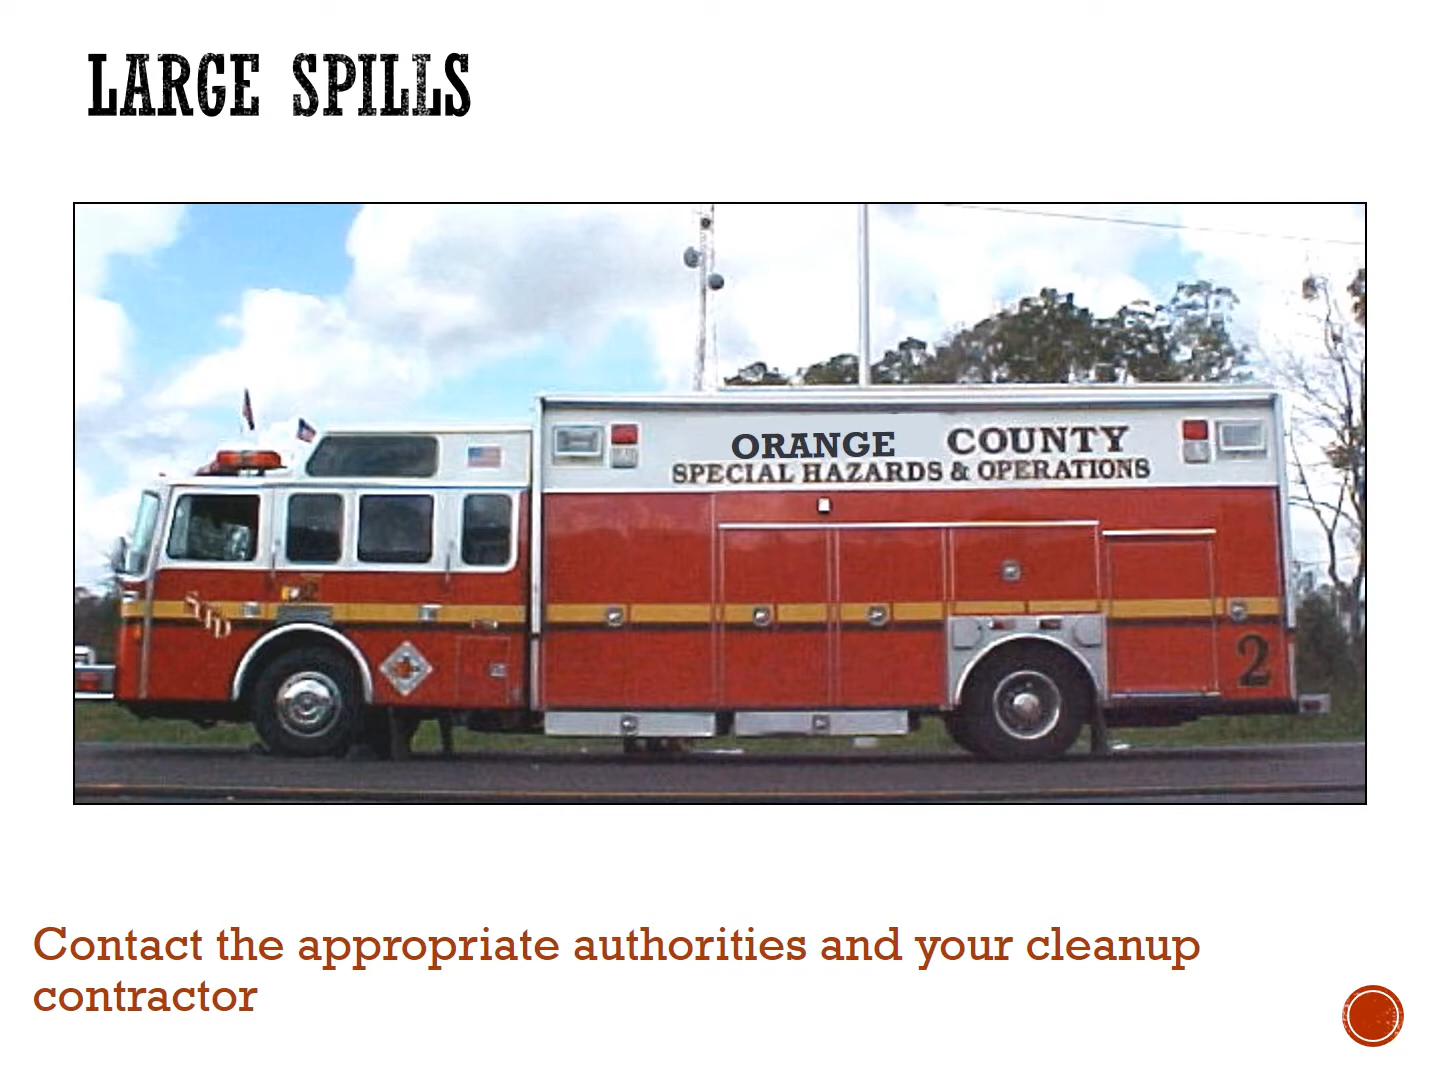 LARGE SPILLS
ORANGE COUNTY
SPECIAL HAZARDS & OPERATIONS
2
Contact the appropriate authorities and your cleanup
contractor